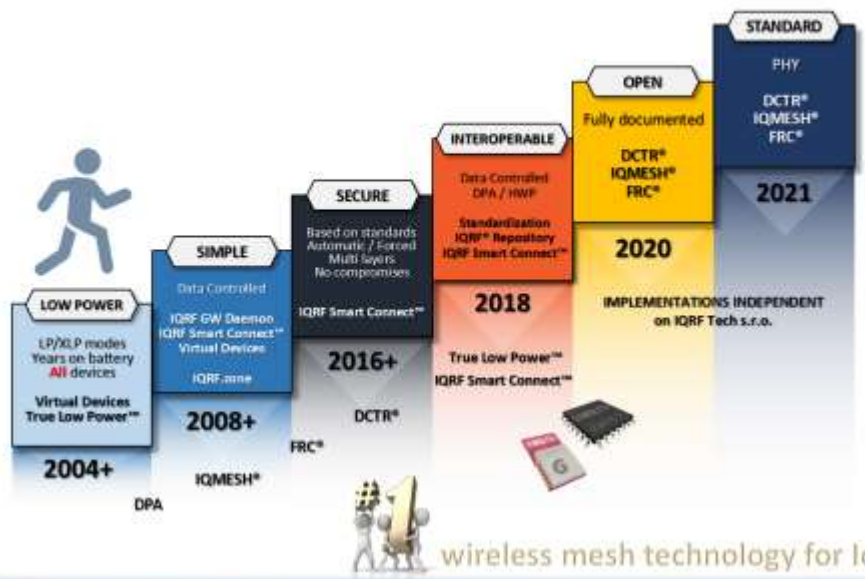 LOW POWER
LP/XLP modes
Years on battery
All devices
Virtual Devices
True Low Power™
2004+
DPA
SIMPLE
Data Controlled
IQRF GW Daemon
IQRF Smart Connect™
Virtual Devices
IQRF.zone
2008+
IQMESH®
FRC®
SECURE
Based on standards
Automatic / Forced
Multi layers
No compromises
IQRF Smart Connect™
2016+
DCTR®
INTEROPERABLE
Data Controlled
DPA / HWP
Standardization
IQRF® Repository
IQRF Smart Connect™
2018
True Low Power™
IQRF Smart Connect™
OPEN
Fully documented
DCTR®
IQMESH®
FRC®
2020
STANDARD
PHY
DCTR®
IQMESH®
FRC®
2021
IMPLEMENTATIONS INDEPENDENT
on IQRF Tech s.r.o.
G
#1
wireless mesh technology for